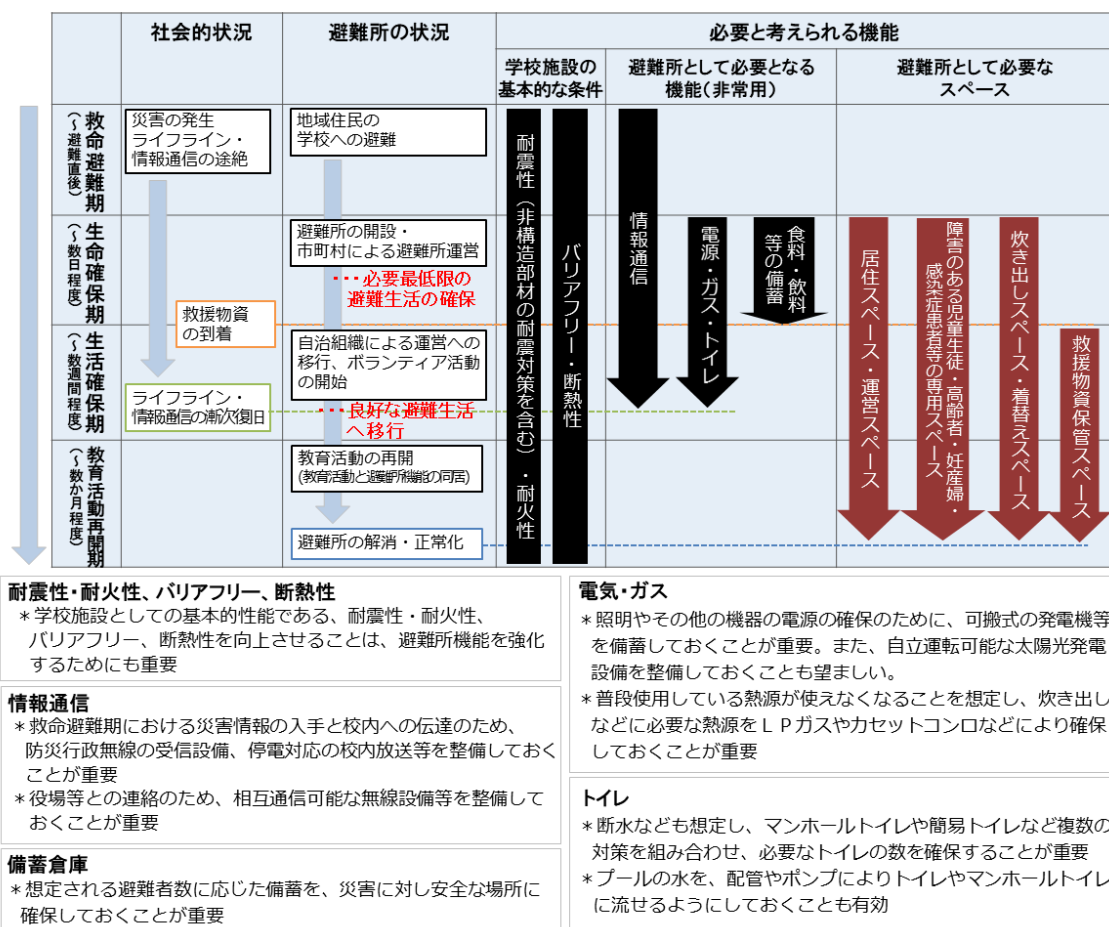 社会的状況
避難所の状況
必要と考えられる機能
学校施設の
基本的な条件
避難所として必要となる
機能(非常用)
避難所として必要な
スペース
救命避難期
(～避難直後)
災害の発生
ライフライン・
情報通信の途絶
地域住民の
学校への避難
生命確保期
(～数日程度)
避難所の開設・
市町村による避難所運営
・・・必要最低限の
避難生活の確保
救援物資
の到着
生活確保期
(～数週間程度)
自治組織による運営への
移行、ボランティア活動
の開始
・・・良好な避難生活
へ移行
ライフライン・
情報通信の漸次復旧
教育活動再開期
(～数か月程度)
教育活動の再開
(教育活動と避難所機能の同居)
避難所の解消・正常化
耐震性(非構造部材の耐震対策を含む)・耐火性
バリアフリー・断熱性
情報通信
電源・ガス・トイレ
食料・飲料
等の備蓄
居住スペース・運営スペース
障害のある児童生徒・高齢者・妊産婦・
感染症患者等の専用スペース
炊き出しスペース・着替えスペース
救援物資保管スペース
耐震性・耐火性、バリアフリー、断熱性
＊学校施設としての基本的性能である、耐震性・耐火性、
バリアフリー、断熱性を向上させることは、避難所機能を強化
するためにも重要
情報通信
＊救命避難期における災害情報の入手と校内への伝達のため、
防災行政無線の受信設備、停電対応の校内放送等を整備しておく
ことが重要
＊役場等との連絡のため、相互通信可能な無線設備等を整備して
おくことが重要
備蓄倉庫
＊想定される避難者数に応じた備蓄を、災害に対し安全な場所に
確保しておくことが重要
電気・ガス
＊照明やその他の機器の電源の確保のために、可搬式の発電機等
を備蓄しておくことが重要。また、自立運転可能な太陽光発電
設備を整備しておくことも望ましい。
＊普段使用している熱源が使えなくなることを想定し、炊き出し
などに必要な熱源をＬＰガスやカセットコンロなどにより確保
しておくことが重要
トイレ
＊断水なども想定し、マンホールトイレや簡易トイレなど複数の
対策を組み合わせ、必要なトイレの数を確保することが重要
＊プールの水を、配管やポンプによりトイレやマンホールトイレ
に流せるようにしておくことも有効